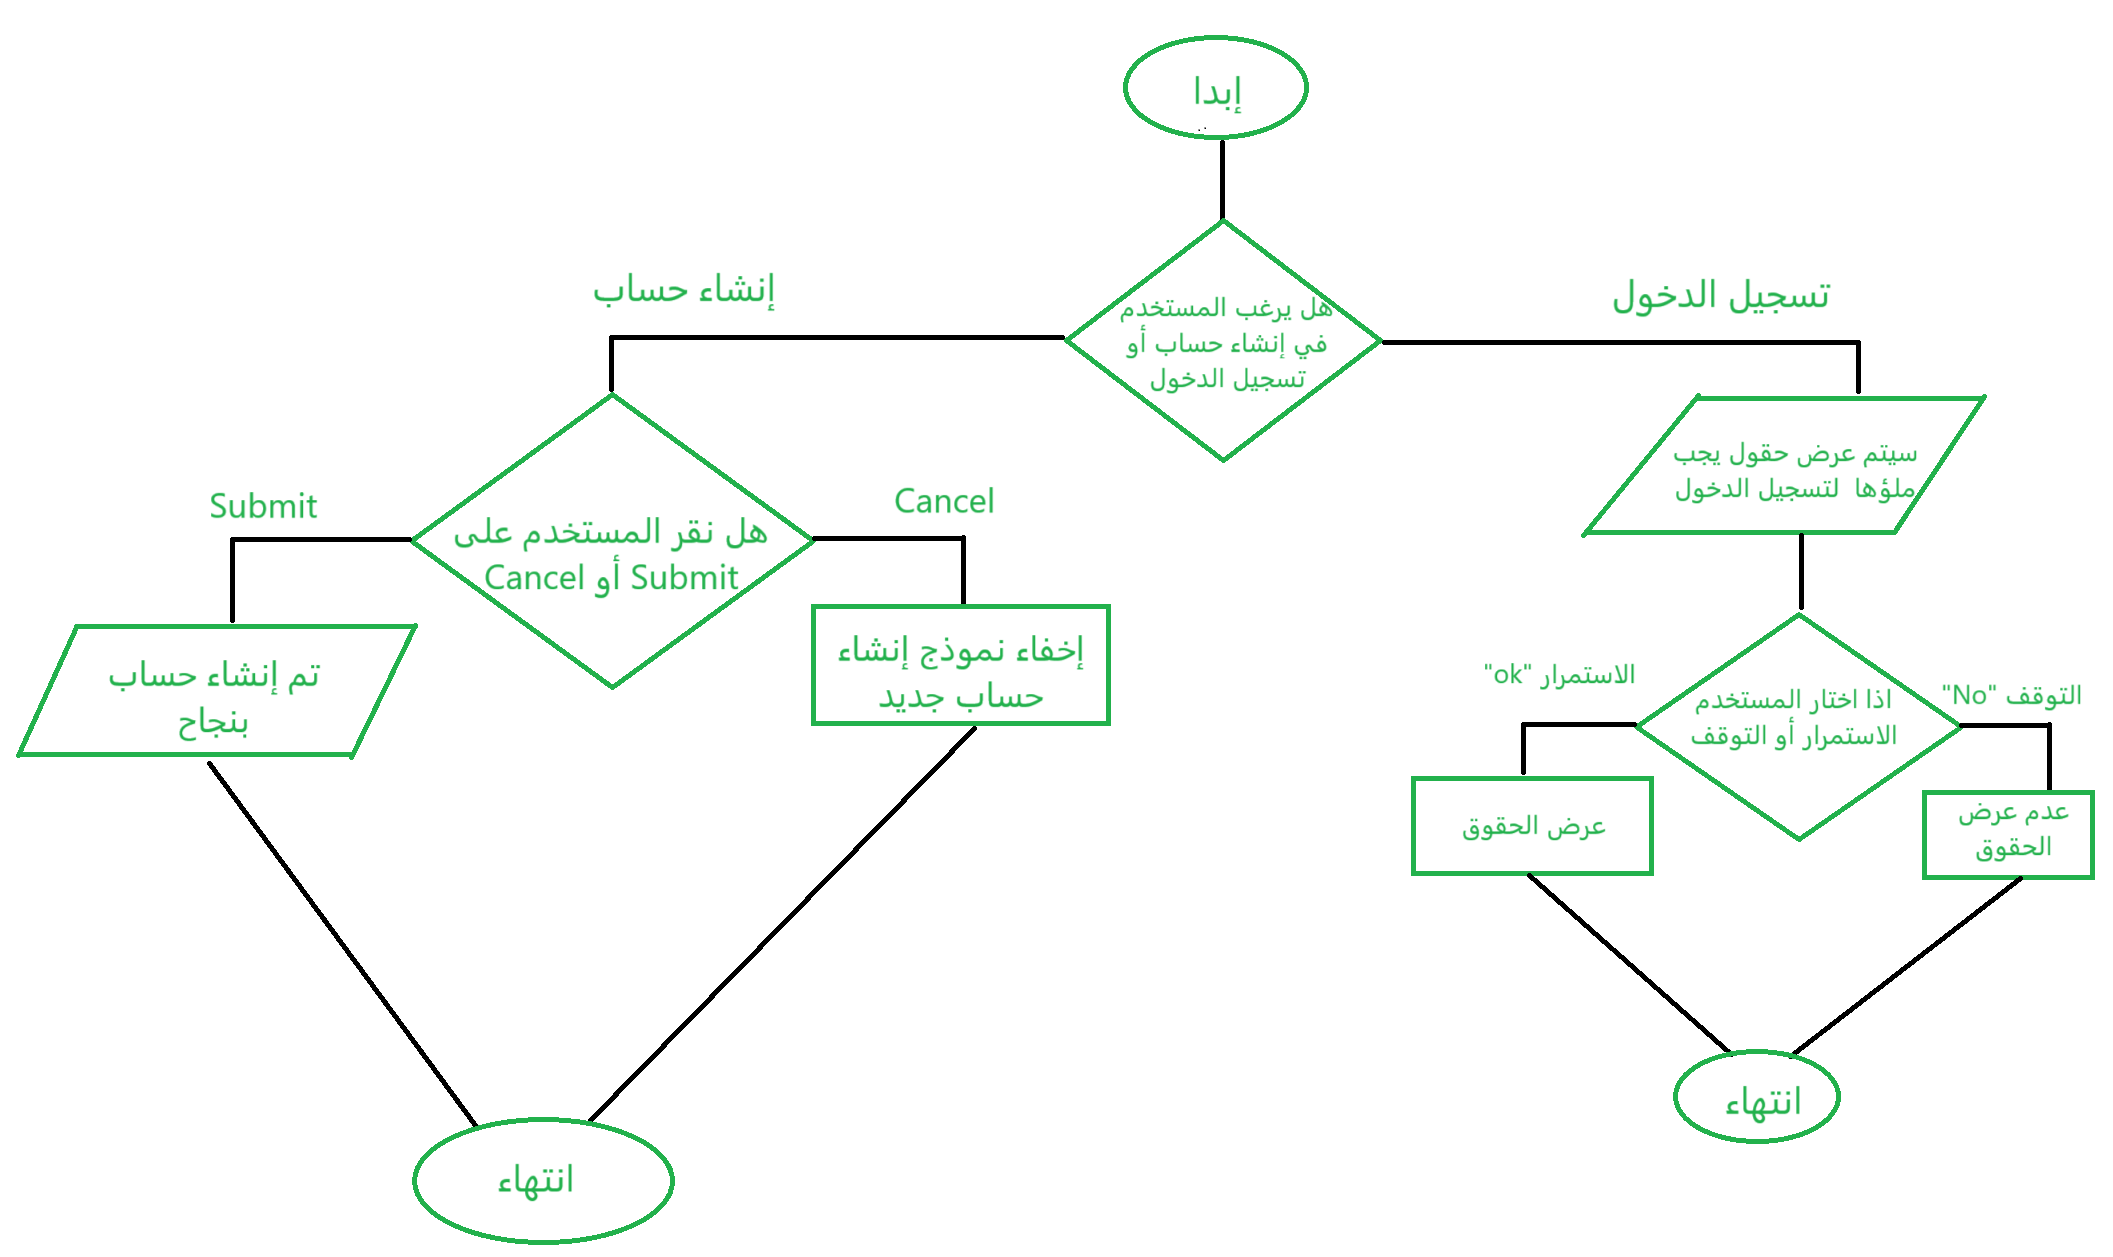 إبدا
هل يرغب المستخدم
في إنشاء حساب أو
تسجيل الدخول
تسجيل الدخول
إنشاء حساب
سيتم عرض حقول يجب
ملؤها لتسجيل الدخول
اذا اختار المستخدم
الاستمرار أو التوقف
التوقف "No"
الاستمرار "ok"
عدم عرض
الحقوق
عرض الحقوق
انتهاء
هل نقر المستخدم على
Submit أو Cancel
Cancel
Submit
إخفاء نموذج إنشاء
حساب جديد
تم إنشاء حساب
بنجاح
انتهاء